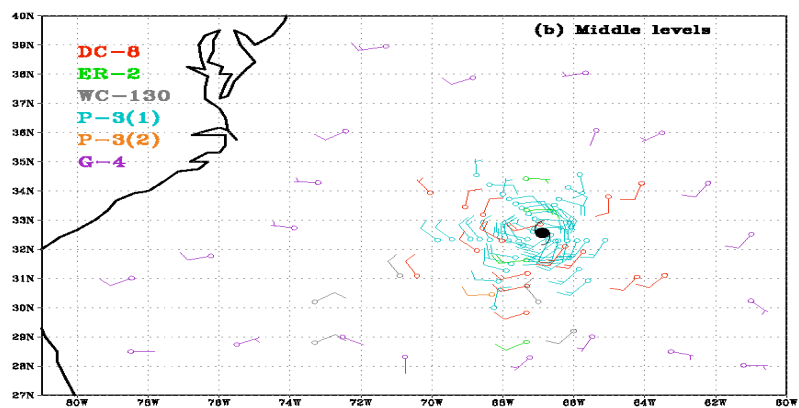 40N
(b) Middle levels
39N
DC-8
38N
ER-2
WC-130
37N
P-3(1)
36N
P-3(2)
35N
G-4
34N
33N
32N
31N
30N
29N
28N
27N
80W 78W 76W 74W 72W 70W 68W 66W 64W 62W 60W